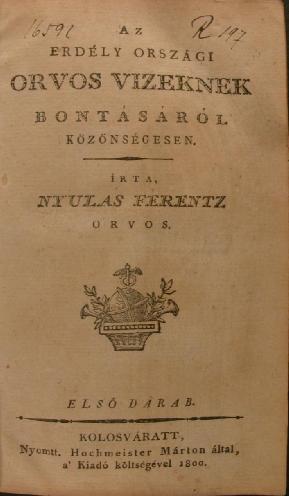 16591 R 197
AZ
ERDÉLY ORSZÁGI
ORVOS VIZEKNEK
BONTÁSÁRÓL
KÖZÖNSÉGESEN.
ÍRTA,
NYULAS FERENTZ
ORVOS.
ELSŐ DARAB.
KOLOSVÁRATT,
Nyomtt. Hochmeister Márton által,
a' Kiadó költségével 1800.